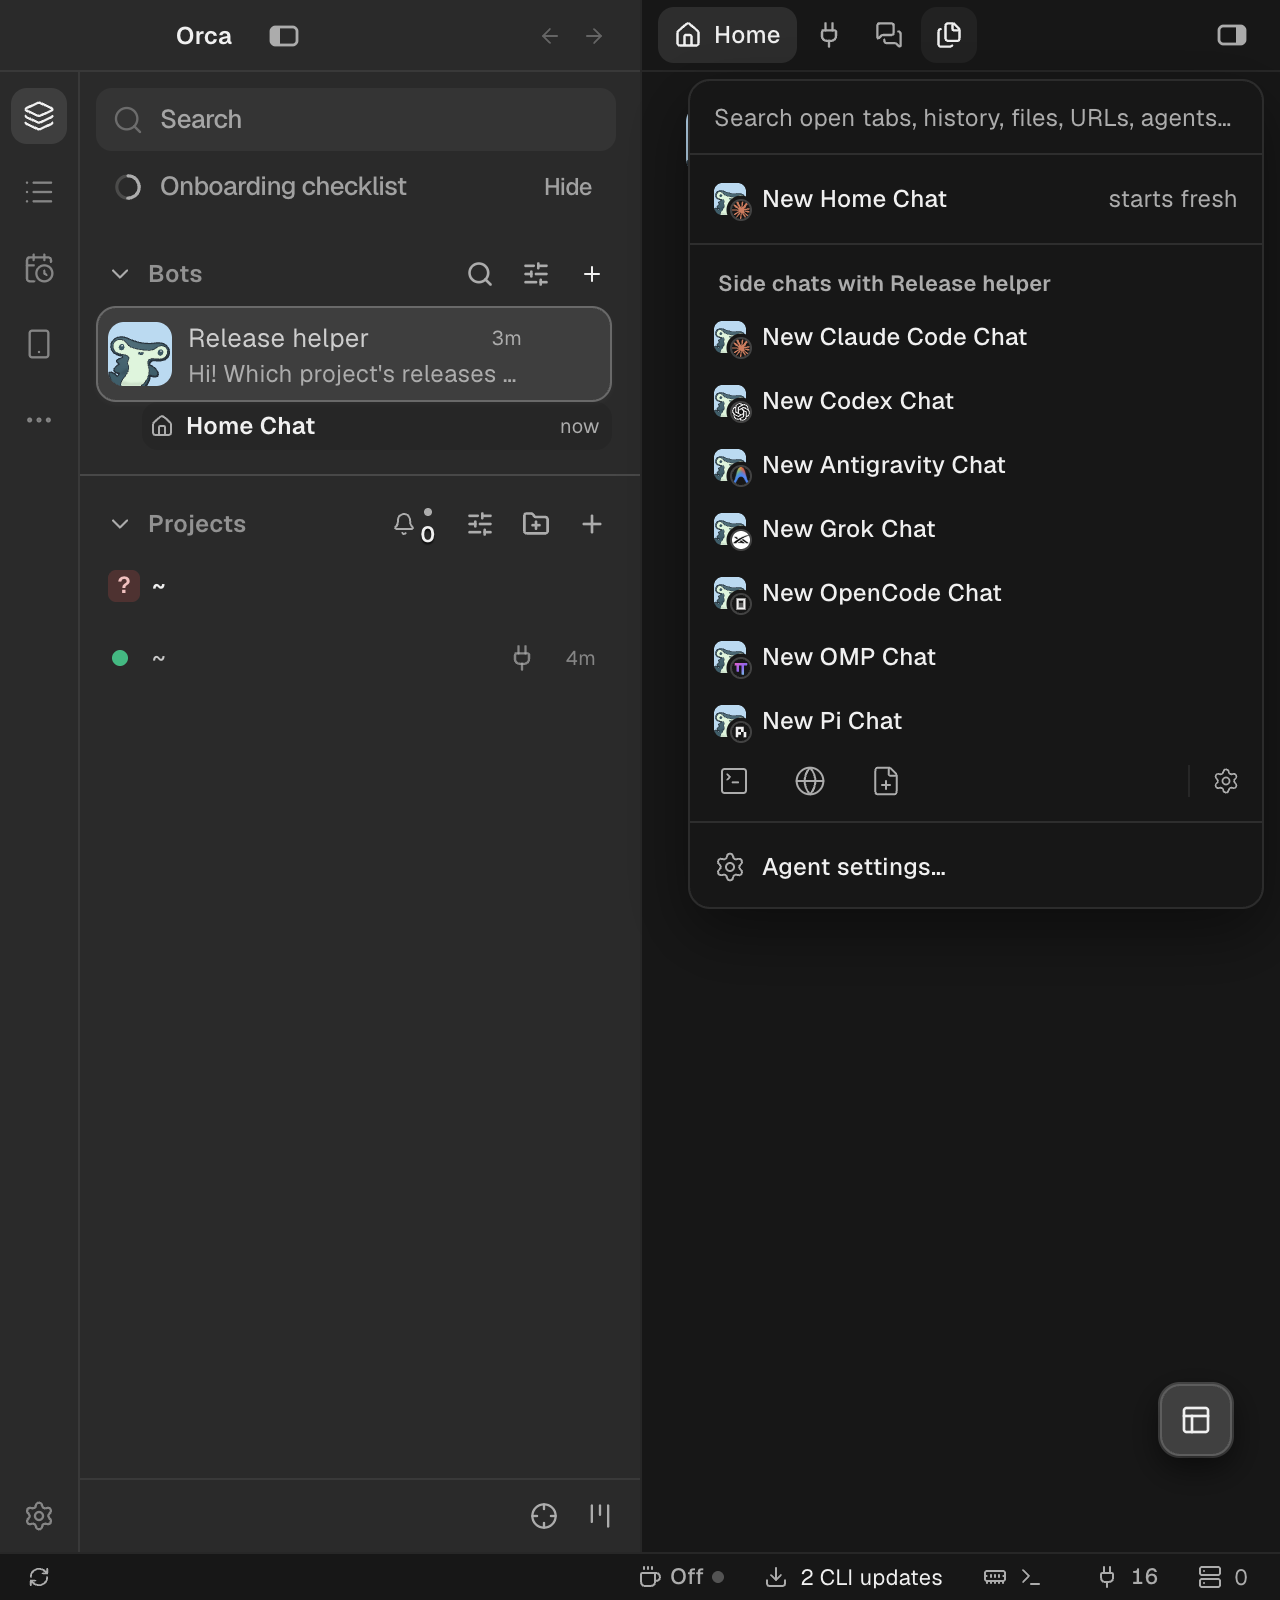 Orca
Home
Search
Onboarding checklist
Hide
Bots
Release helper
3m
Hi! Which project's releases ...
Home Chat
now
Projects
0
?
~
~
4m
Search open tabs, history, files, URLs, agents...
New Home Chat
starts fresh
Side chats with Release helper
New Claude Code Chat
New Codex Chat
New Antigravity Chat
New Grok Chat
New OpenCode Chat
New OMP Chat
New Pi Chat
Agent settings...
Off
2 CLI updates
16
0